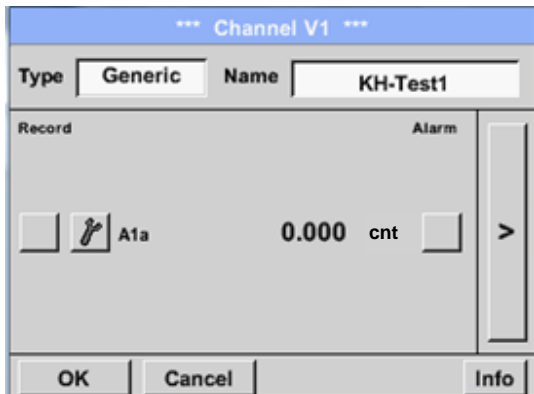 *** Channel V1 ***
Type Generic Name KH-Test1
Record Alarm
A1a 0.000 cnt >
OK Cancel Info